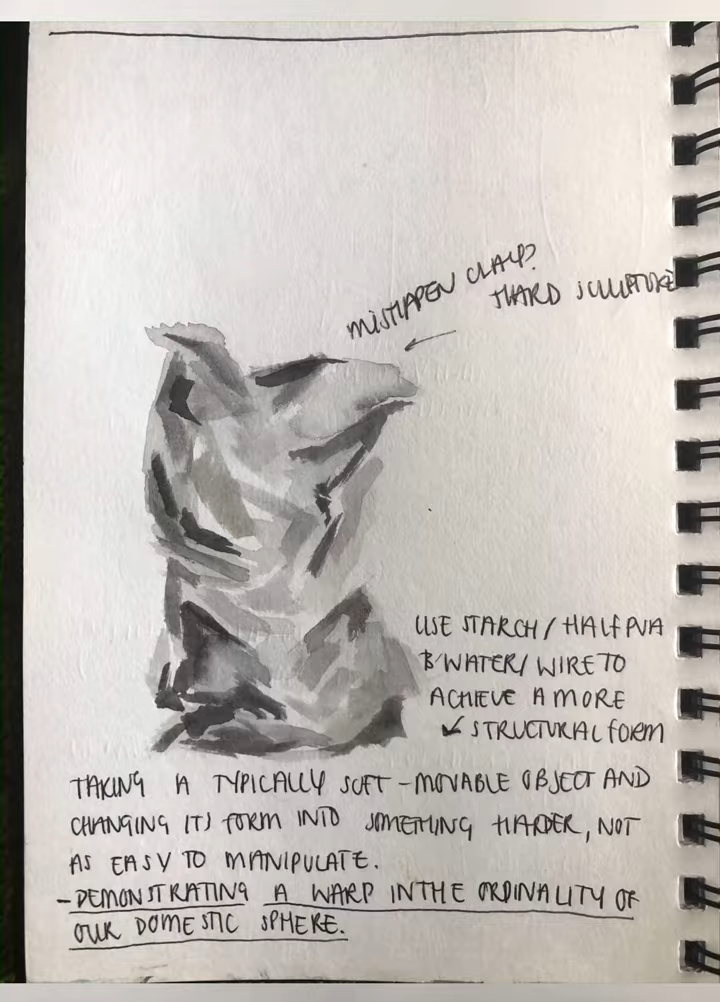 MISHAPEN CLAY?
HARD SCULPTURE
USE STARCH / HALF PVA
& WATER / WIRE TO
ACHIEVE A MORE
STRUCTURAL FORM
TAKING A TYPICALLY SOFT - MOVABLE OBJECT AND
CHANGING ITS FORM INTO SOMETHING HARDER, NOT
AS EASY TO MANIPULATE.
- DEMONSTRATING A WARP IN THE ORDINALITY OF
OUR DOMESTIC SPHERE.